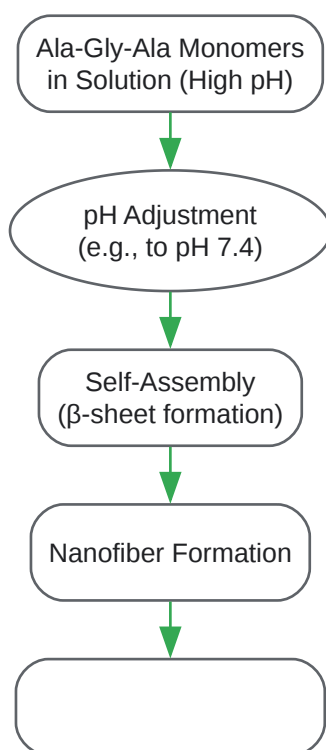 Ala-Gly-Ala Monomers
in Solution (High pH)
pH Adjustment
(e.g., to pH 7.4)
Self-Assembly
(β-sheet formation)
Nanofiber Formation